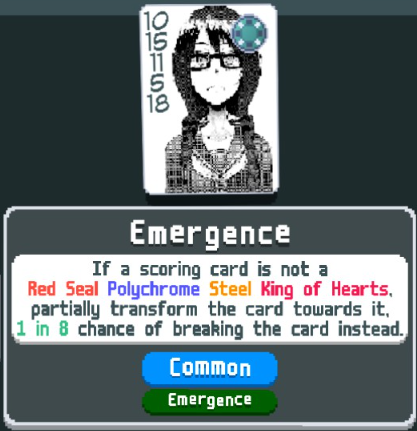 10
15
11
5
18
Emergence
If a scoring card is not a
Red Seal Polychrome Steel King of Hearts,
partially transform the card towards it,
1 in 8 chance of breaking the card instead.
Common
Emergence